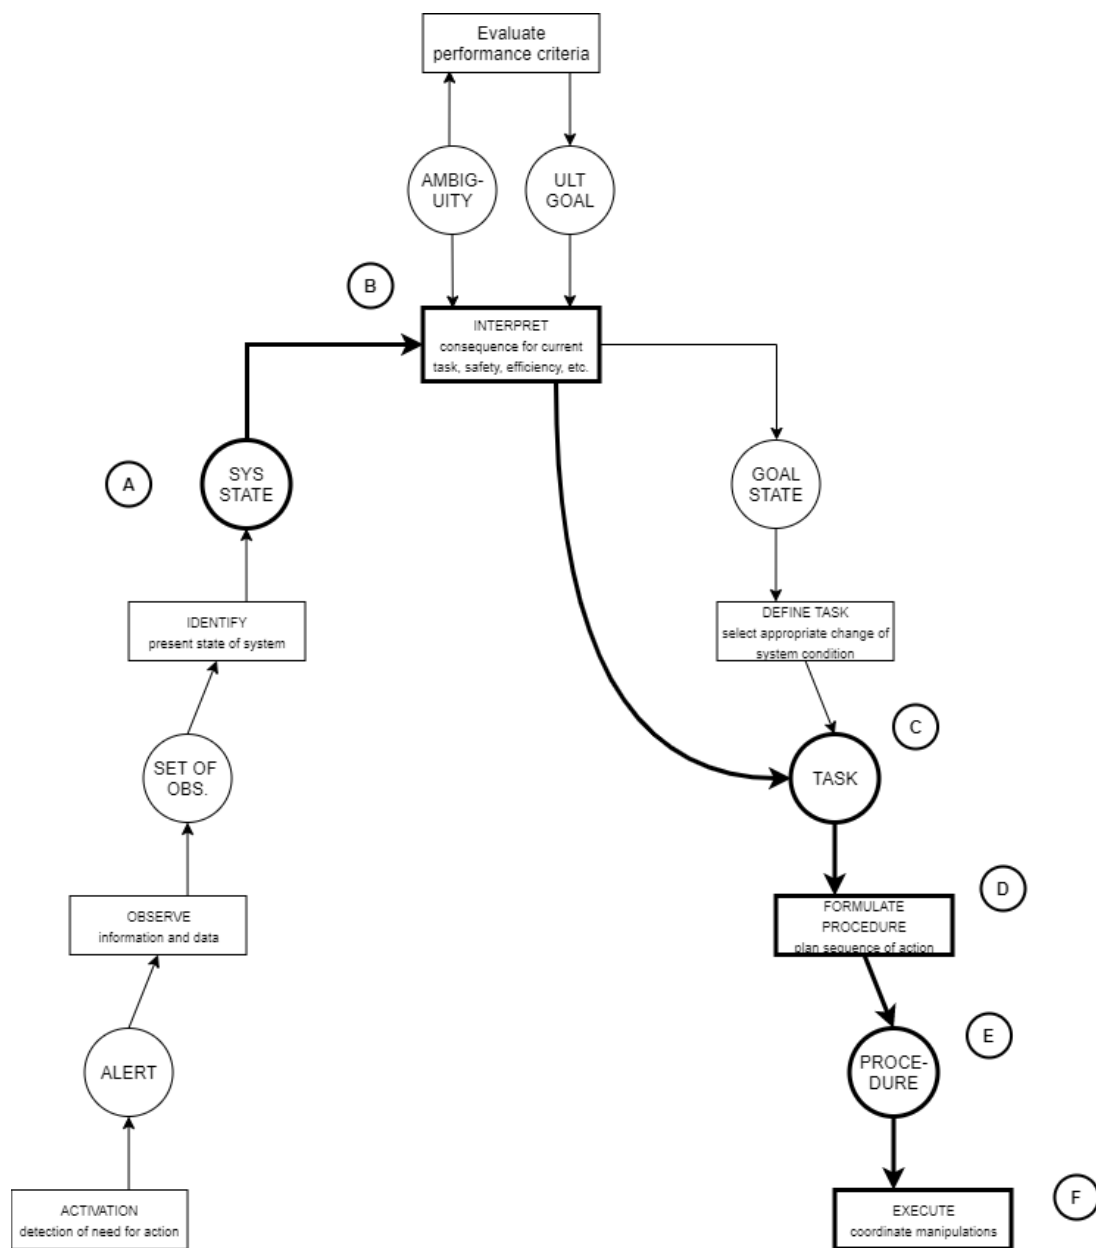 Evaluate
performance criteria
AMBIG-
UITY
ULT
GOAL
B
INTERPRET
consequence for current
task, safety, efficiency, etc.
A
SYS
STATE
GOAL
STATE
IDENTIFY
present state of system
DEFINE TASK
select appropriate change of
system condition
C
SET OF
OBS.
TASK
D
OBSERVE
information and data
FORMULATE
PROCEDURE
plan sequence of action
E
ALERT
PROCE-
DURE
F
ACTIVATION
detection of need for action
EXECUTE
coordinate manipulations